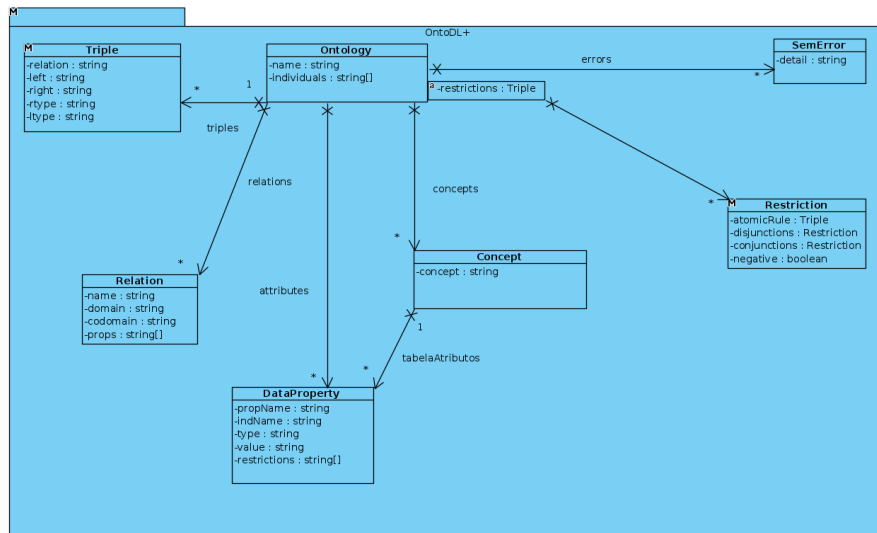 M
OntoDL+
M
Triple
-relation : string
-left : string
-right : string
-rtype : string
-ltype : string
Ontology
-name : string
-individuals : string[]
a -restrictions : Triple
SemError
-detail : string
errors
*
*
1
triples
relations
*
concepts
*
attributes
*
*
M
Restriction
-atomicRule : Triple
-disjunctions : Restriction
-conjunctions : Restriction
-negative : boolean
Concept
-concept : string
Relation
-name : string
-domain : string
-codomain : string
-props : string[]
1
tabelaAtributos
*
DataProperty
-propName : string
-indName : string
-type : string
-value : string
-restrictions : string[]